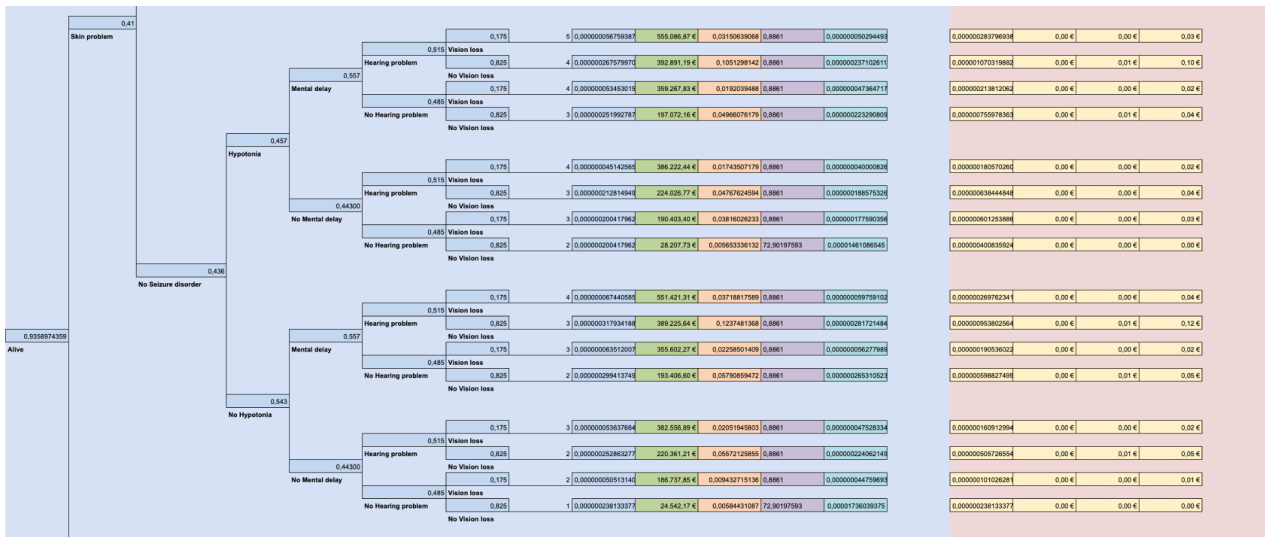 0,41
Skin problem
0,175 5 0,000000056759387 555.086,87 € 0,03150639068 0,8861 0,000000050294493 0,000000283796938 0,00 € 0,00 € 0,03 €
0,515 Vision loss
Hearing problem 0,825 4 0,000000267579970 392.891,19 € 0,1051298142 0,8861 0,000000237102611 0,000001070319882 0,00 € 0,01 € 0,10 €
0,557 No Vision loss
Mental delay 0,175 4 0,000000053453015 359.267,83 € 0,0192039488 0,8861 0,000000047364717 0,000000213812062 0,00 € 0,00 € 0,02 €
0,485 Vision loss
No Hearing problem 0,825 3 0,000000251992787 197.072,16 € 0,04966076179 0,8861 0,000000223290809 0,000000755978363 0,00 € 0,01 € 0,04 €
No Vision loss
0,457
Hypotonia
0,175 4 0,000000045142565 386.222,44 € 0,01743507179 0,8861 0,000000040000826 0,000000180570260 0,00 € 0,00 € 0,02 €
0,515 Vision loss
Hearing problem 0,825 3 0,000000212814949 224.026,77 € 0,04767624594 0,8861 0,000000188575326 0,000000638444848 0,00 € 0,00 € 0,04 €
0,44300 No Vision loss
No Mental delay 0,175 3 0,000000200417962 190.403,40 € 0,03816026233 0,8861 0,000000177590356 0,000000601253886 0,00 € 0,00 € 0,03 €
0,485 Vision loss
No Hearing problem 0,825 2 0,000000200417962 28.207,73 € 0,005653336132 72,90197593 0,00001461086545 0,000000400835924 0,00 € 0,00 € 0,00 €
No Vision loss
0,436
No Seizure disorder
0,175 4 0,000000067440585 551.421,31 € 0,03718817589 0,8861 0,000000059759102 0,000000269762341 0,00 € 0,00 € 0,04 €
0,515 Vision loss
Hearing problem 0,825 3 0,000000317934188 389.225,64 € 0,1237481368 0,8861 0,000000281721484 0,000000953802564 0,00 € 0,01 € 0,12 €
0,9358974359 0,557 No Vision loss
Alive Mental delay 0,175 3 0,000000063512007 355.602,27 € 0,02258501409 0,8861 0,000000056277989 0,000000190536022 0,00 € 0,00 € 0,02 €
0,485 Vision loss
No Hearing problem 0,825 2 0,000000299413749 193.406,60 € 0,05790859472 0,8861 0,000000265310523 0,000000598827499 0,00 € 0,01 € 0,05 €
No Vision loss
0,543
No Hypotonia
0,175 3 0,000000053637664 382.556,89 € 0,02051945803 0,8861 0,000000047528334 0,000000160912994 0,00 € 0,00 € 0,02 €
0,515 Vision loss
Hearing problem 0,825 2 0,000000252863277 220.361,21 € 0,05572125855 0,8861 0,000000224062149 0,000000505726554 0,00 € 0,01 € 0,05 €
0,44300 No Vision loss
No Mental delay 0,175 2 0,000000050513140 186.737,85 € 0,009432715136 0,8861 0,000000044759693 0,000000101026281 0,00 € 0,00 € 0,01 €
0,485 Vision loss
No Hearing problem 0,825 1 0,000000238133377 24.542,17 € 0,00584431087 72,90197593 0,00001736039375 0,000000238133377 0,00 € 0,00 € 0,00 €
No Vision loss